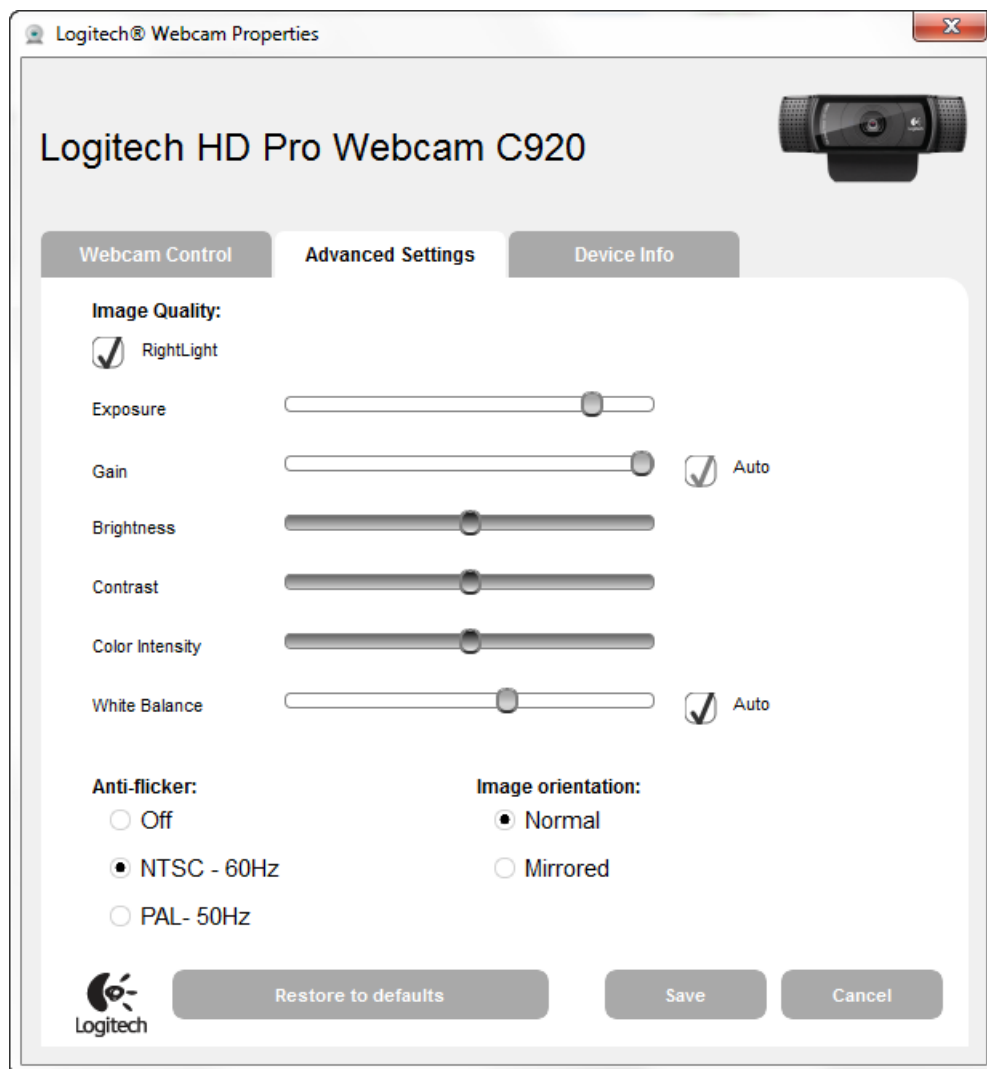 Logitech® Webcam Properties
Logitech HD Pro Webcam C920
Webcam Control Advanced Settings Device Info
Image Quality:
RightLight
Exposure
Gain Auto
Brightness
Contrast
Color Intensity
White Balance Auto
Anti-flicker: Image orientation:
Off Normal
NTSC - 60Hz Mirrored
PAL- 50Hz
Logitech Restore to defaults Save Cancel